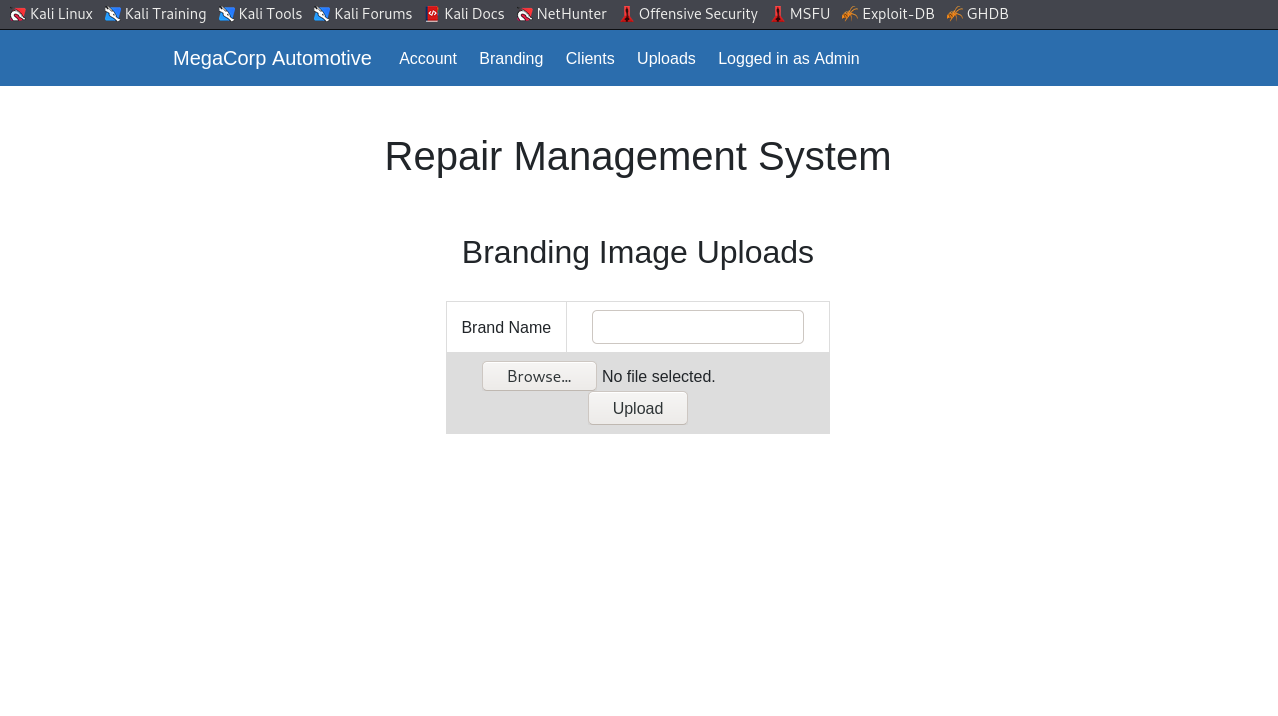 Kali Linux Kali Training Kali Tools Kali Forums Kali Docs NetHunter Offensive Security MSFU Exploit-DB GHDB
MegaCorp Automotive Account Branding Clients Uploads Logged in as Admin
Repair Management System
Branding Image Uploads
Brand Name
Browse... No file selected.
Upload